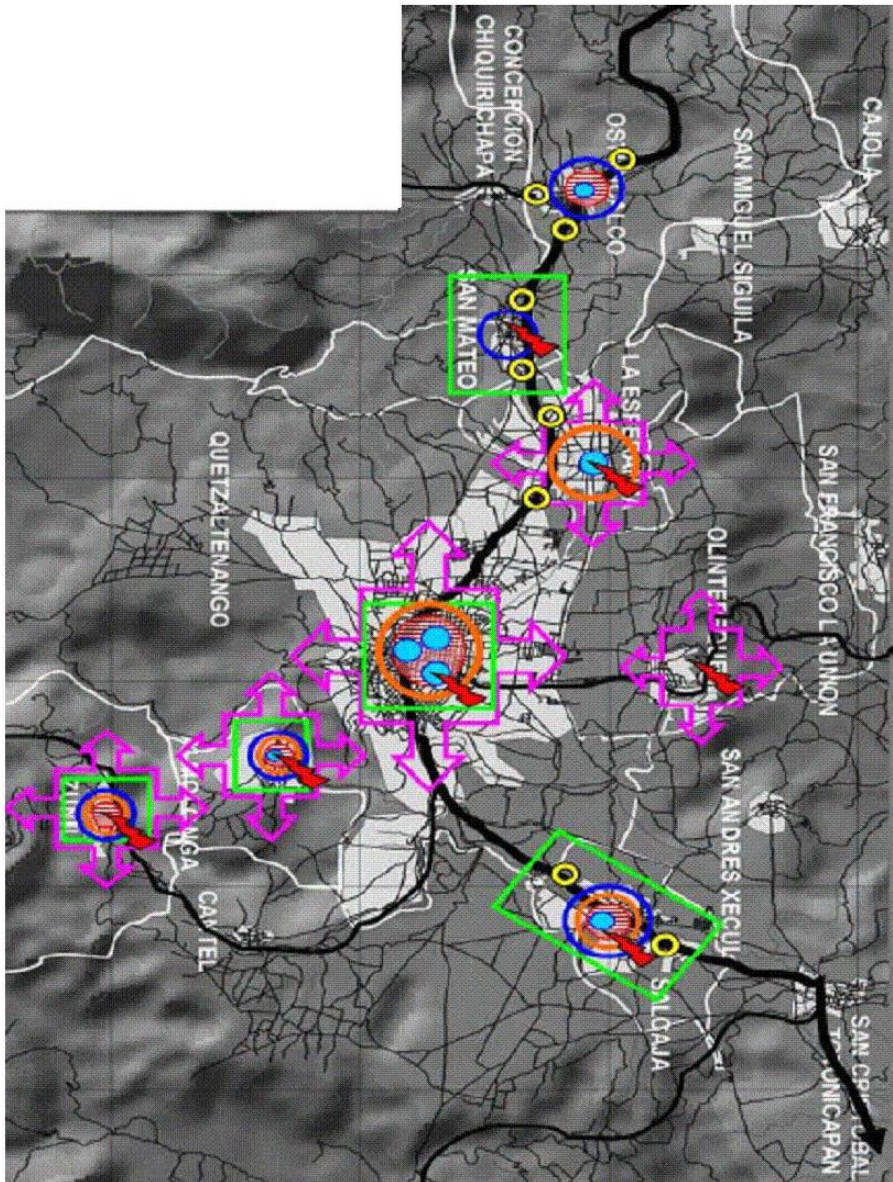 CAJOLA
SAN CRISTOBAL
TOTONICAPAN
SAN FRANCISCO LA UNION
SAN MIGUEL SIGUILA
SAN ANDRES XECUL
SALCAJA
CONCEPCION
CHIQUIRICHAPA
SAN MATEO
QUETZALTENANGO
CANTEL